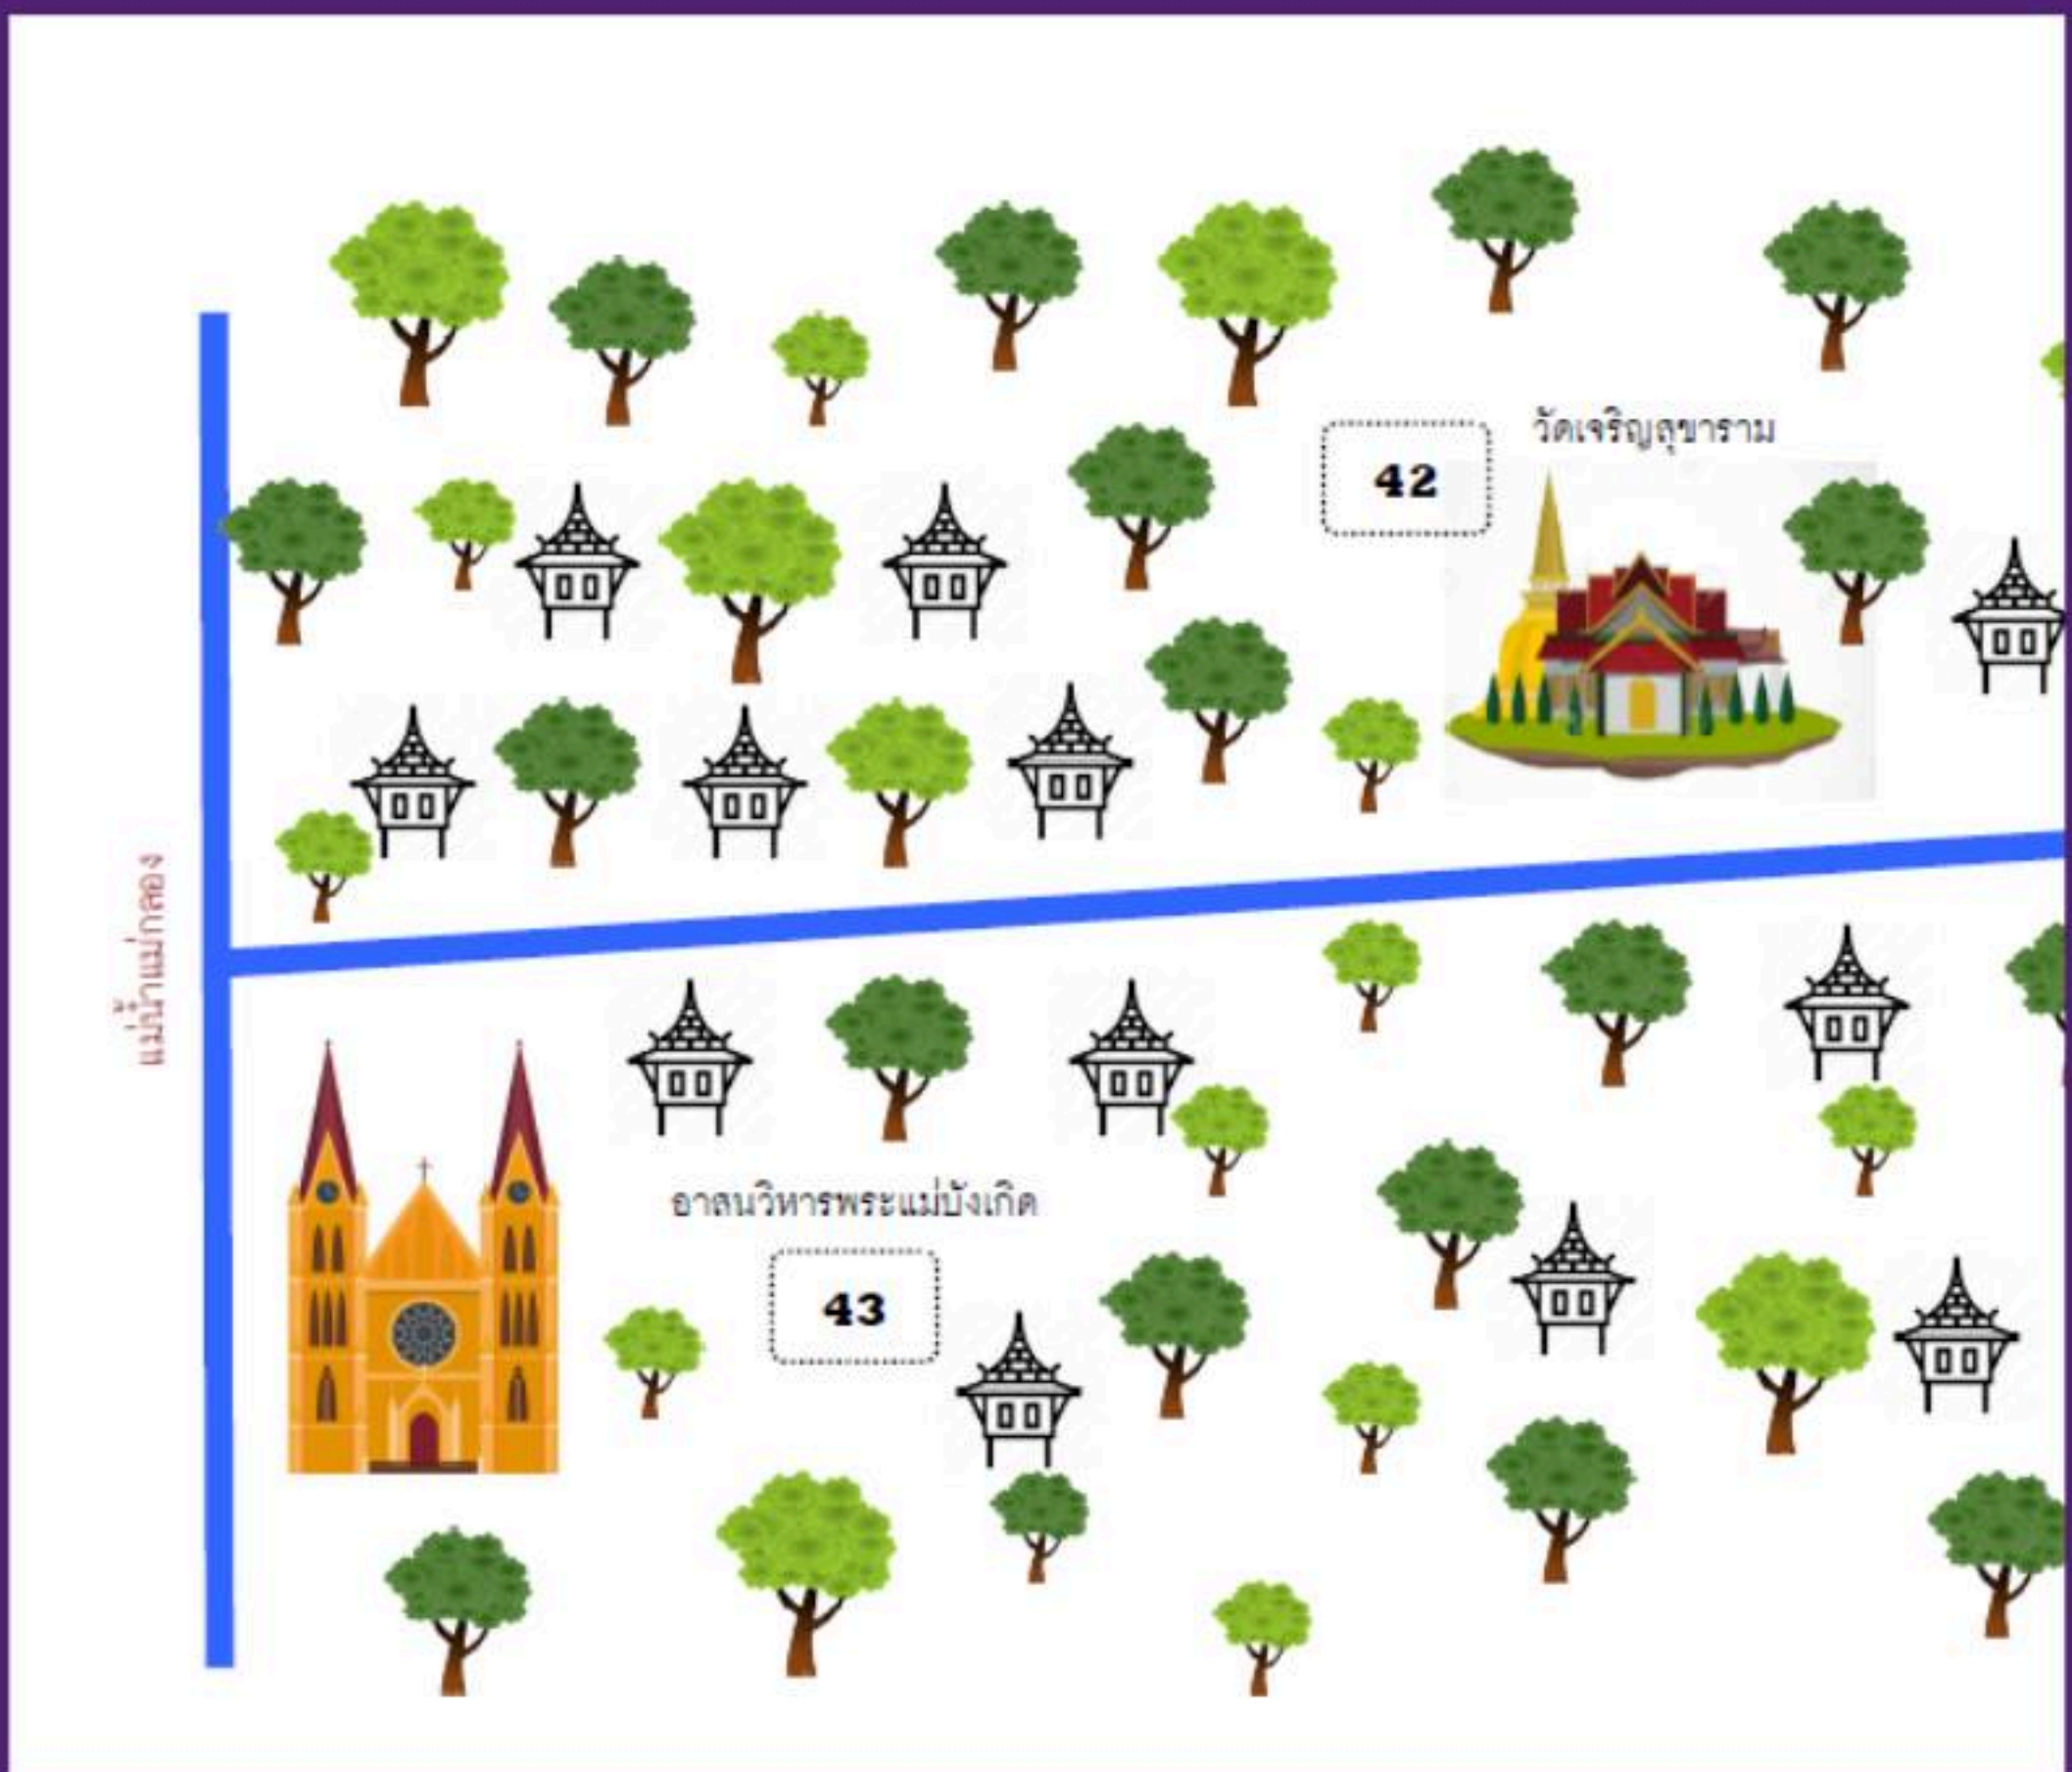 วัดเจริญสุขาราม
42
แม่น้ำแม่กลอง
อาสนวิหารพระแม่บังเกิด
43